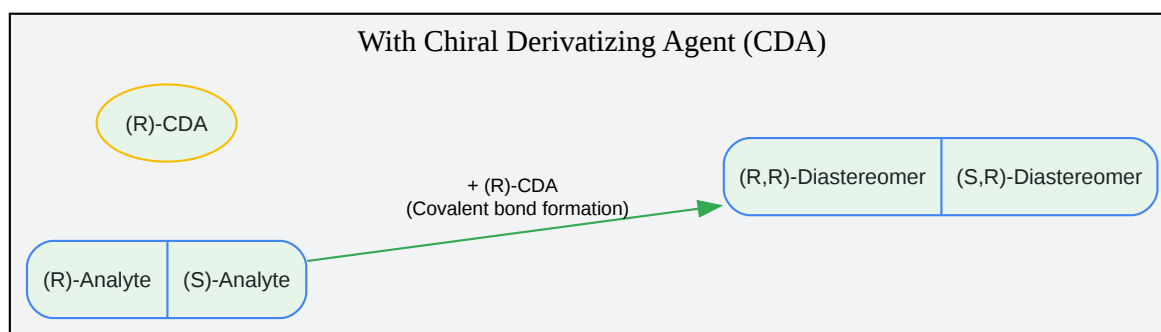 With Chiral Derivatizing Agent (CDA)
(R)-CDA
+ (R)-CDA
(Covalent bond formation)
(R,R)-Diastereomer
(S,R)-Diastereomer
(R)-Analyte
(S)-Analyte